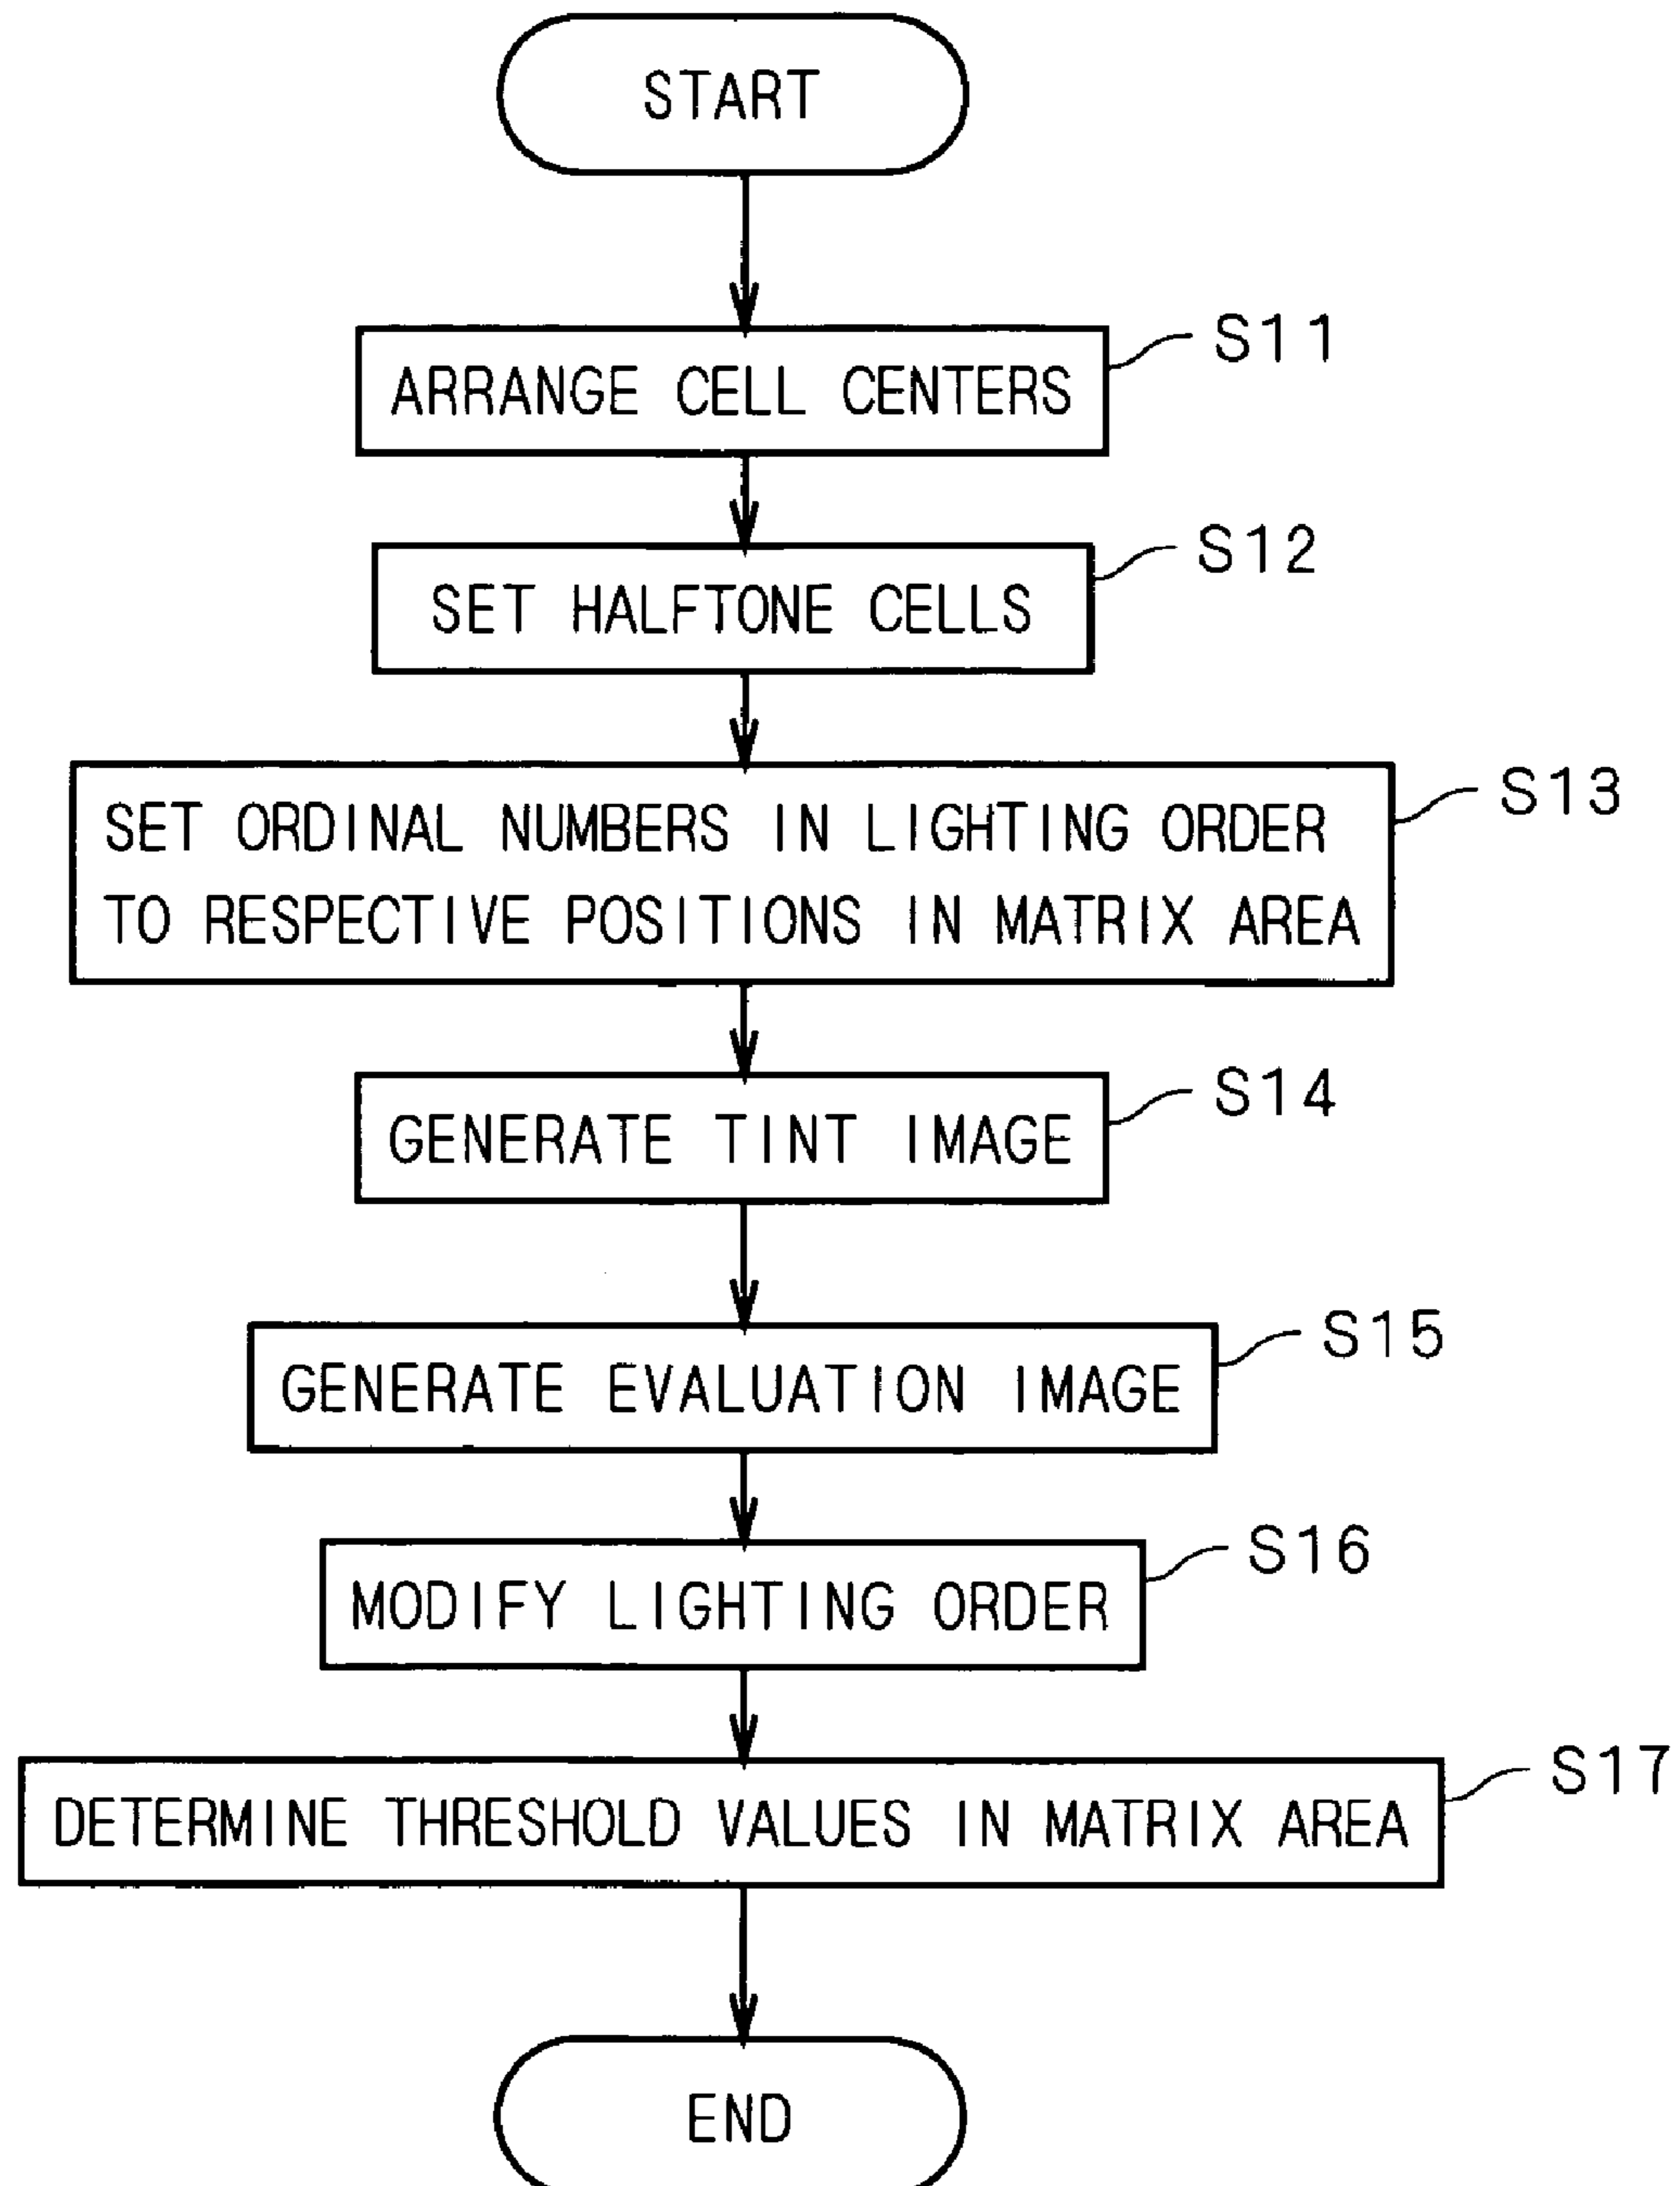 START
ARRANGE CELL CENTERS
S11
SET HALFTONE CELLS
S12
SET ORDINAL NUMBERS IN LIGHTING ORDER
TO RESPECTIVE POSITIONS IN MATRIX AREA
S13
GENERATE TINT IMAGE
S14
GENERATE EVALUATION IMAGE
S15
MODIFY LIGHTING ORDER
S16
DETERMINE THRESHOLD VALUES IN MATRIX AREA
S17
END